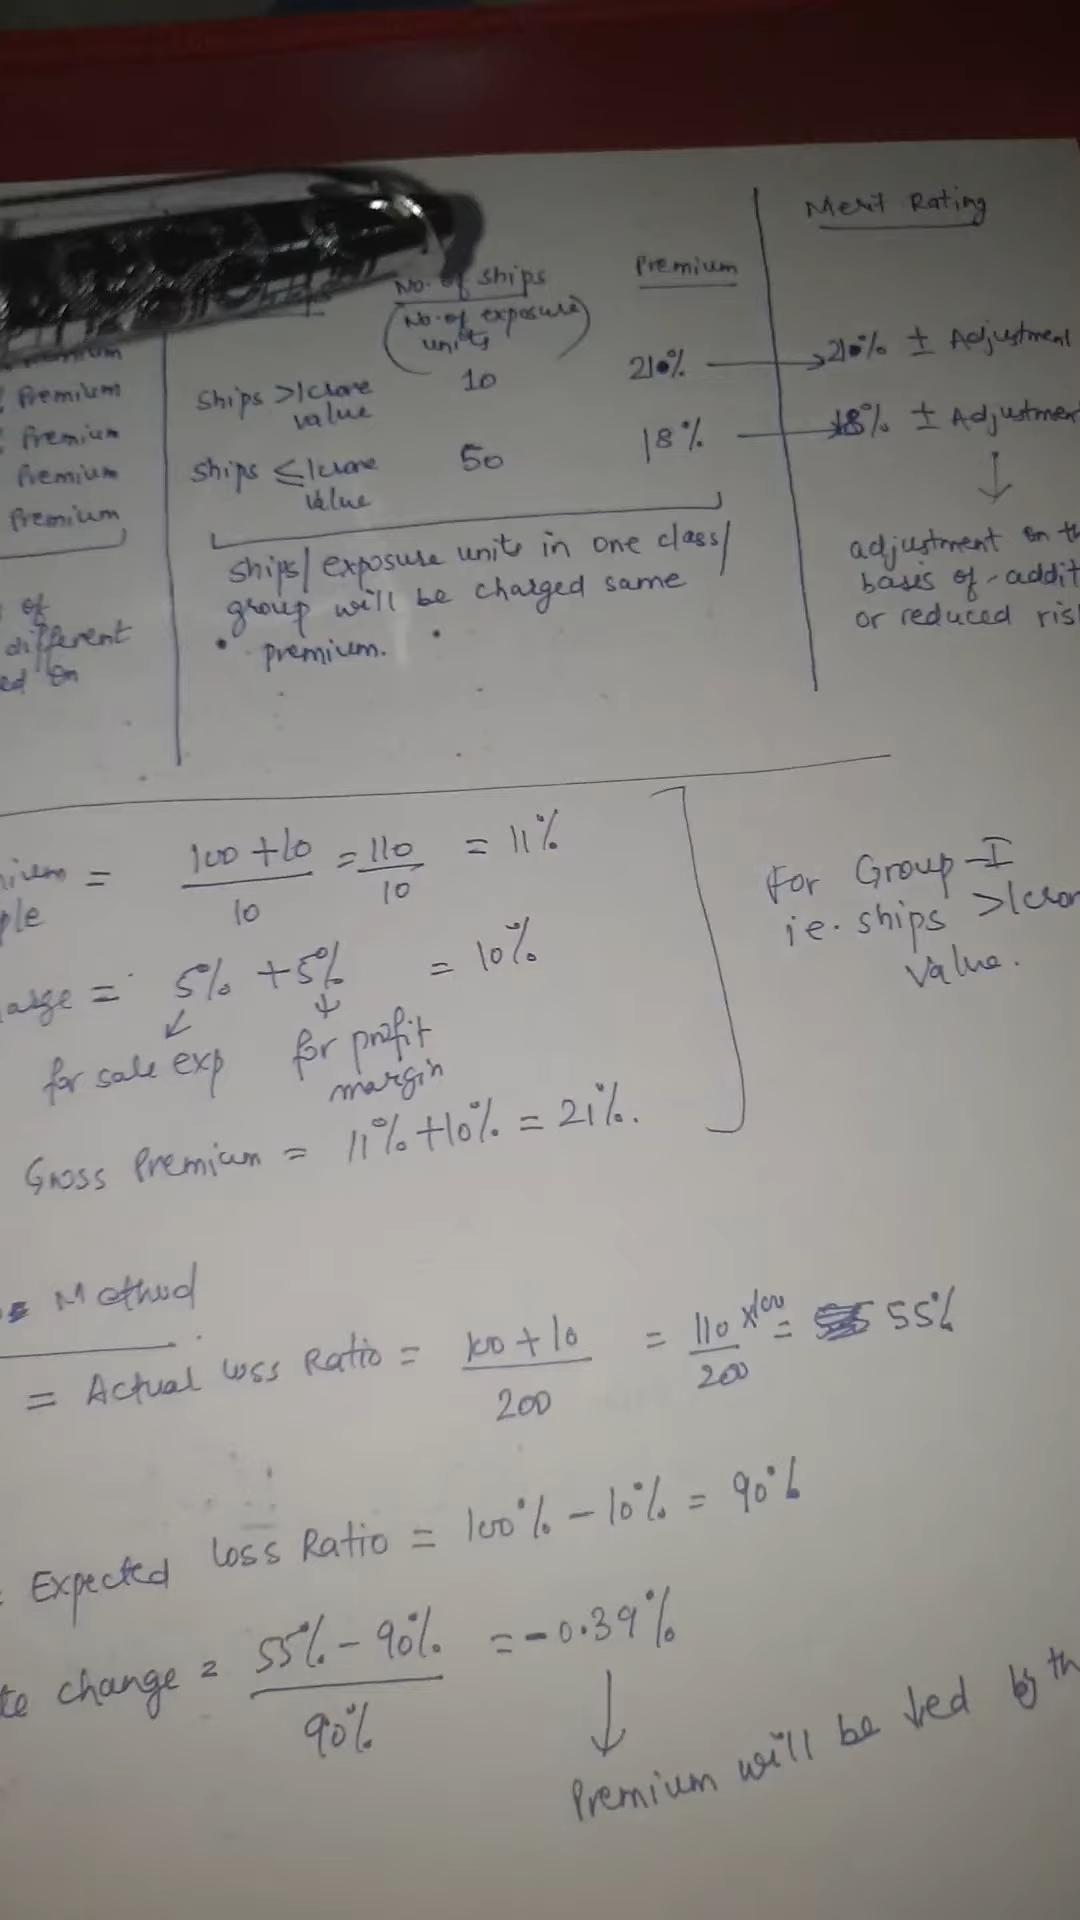 Merit Rating
No. of ships
(No. of exposure units)
Premium
Premium
Premium
Premium
Premium
Ships >1crore value
10
21%
21% ± Adjustment
Ships ≤1crore value
50
18%
18% ± Adjustment
↓
ships/exposure units in one class/
group will be charged same
premium.
adjustment on
basis of
or reduced
of
different
on
= 100 + 10 / 10 = 110 / 10 = 11%
= 5% + 5% = 10%
for sale exp
for profit margin
Gross Premium = 11% + 10% = 21%.
For Group-I
ie. ships >1
value.
Method
= Actual loss Ratio = 100 + 10 / 200 = 110 / 200 x100 = 55%
Expected loss Ratio = 100% - 10% = 90%
change = 55% - 90% / 90% = -0.39%
↓
Premium will be ↓ed by